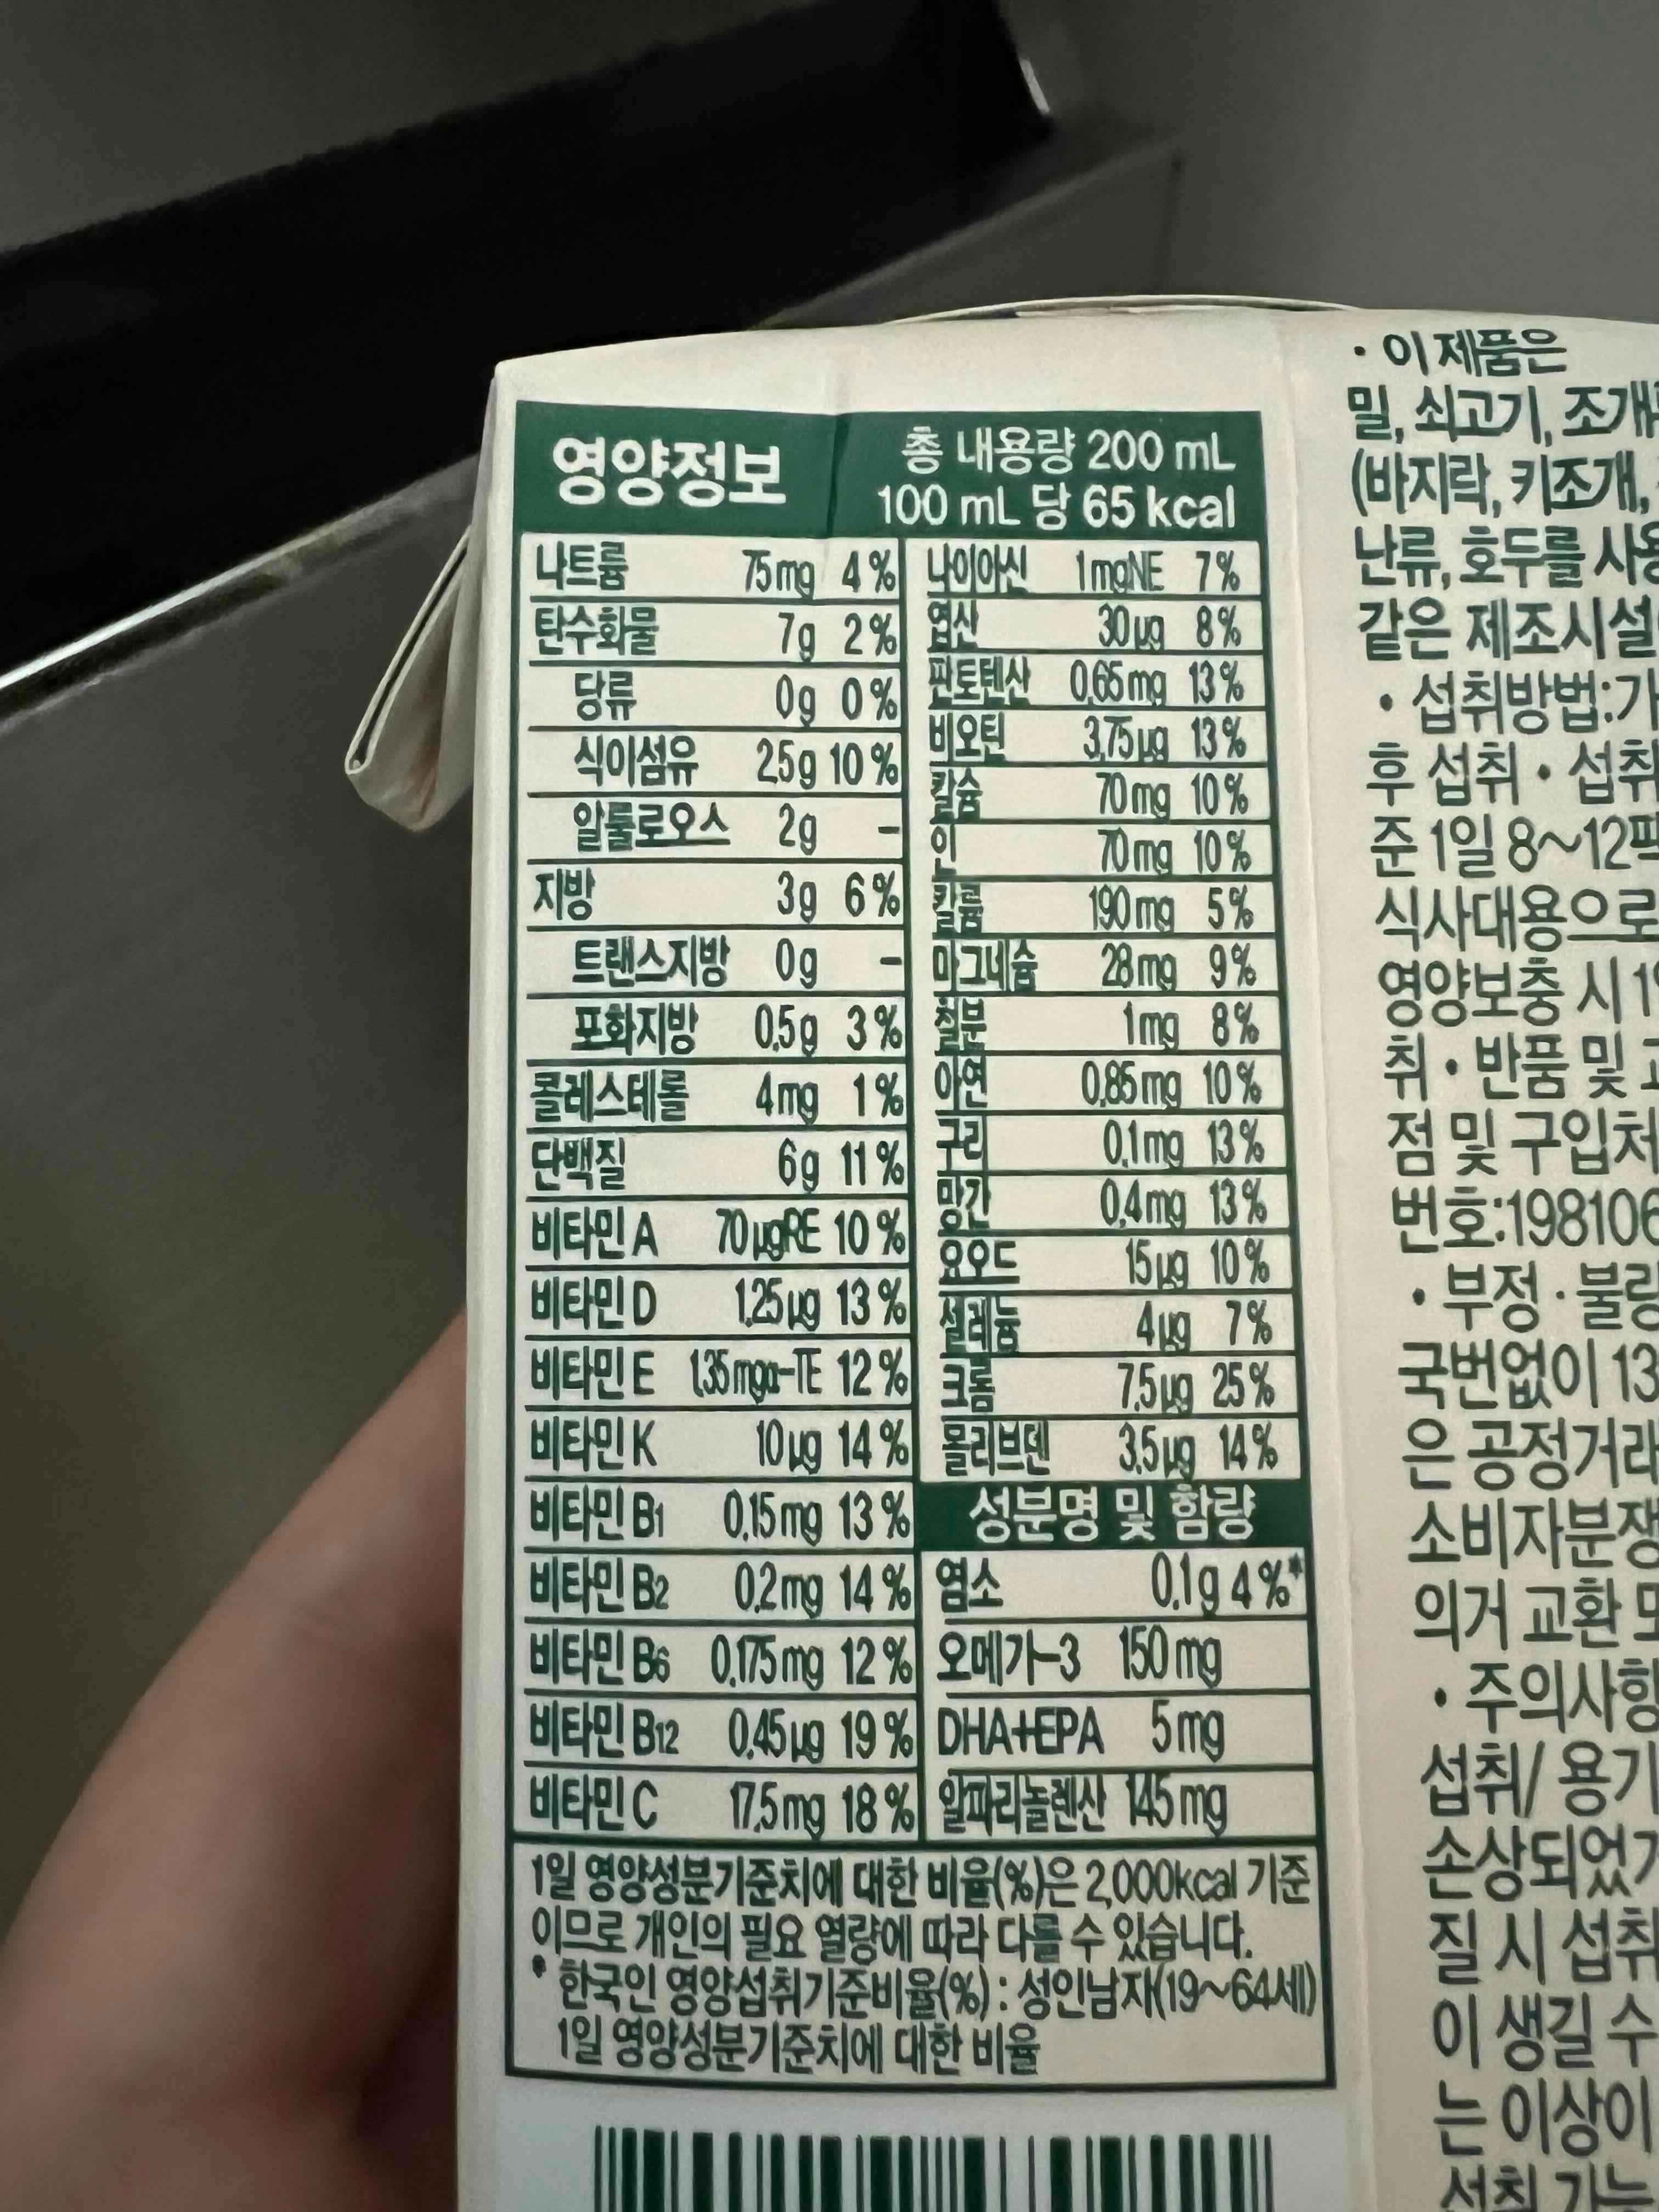 영양정보
총 내용량 200 mL
100 mL 당 65 kcal
나트륨 75mg 4%
탄수화물 7g 2%
당류 0g 0%
식이섬유 2.5g 10%
알룰로오스 2g -
지방 3g 6%
트랜스지방 0g -
포화지방 0.5g 3%
콜레스테롤 4mg 1%
단백질 6g 11%
비타민 A 70μgRE 10%
비타민 D 1.25μg 13%
비타민 E 1.35mgα-TE 12%
비타민 K 10μg 14%
비타민 B1 0.15mg 13%
비타민 B2 0.2mg 14%
비타민 B6 0.175mg 12%
비타민 B12 0.45μg 19%
비타민 C 17.5mg 18%
나이아신 1mgNE 7%
엽산 30μg 8%
판토텐산 0.65mg 13%
비오틴 3.75μg 13%
칼슘 70mg 10%
인 70mg 10%
칼륨 190mg 5%
마그네슘 28mg 9%
철분 1mg 8%
아연 0.85mg 10%
구리 0.1mg 13%
망간 0.4mg 13%
요오드 15μg 10%
셀레늄 4μg 7%
크롬 7.5μg 25%
몰리브덴 3.5μg 14%
성분명 및 함량
염소 0.1g 4%*
오메가-3 150mg
DHA+EPA 5mg
알파리놀렌산 145mg
1일 영양성분기준치에 대한 비율(%)은 2,000kcal 기준
이므로 개인의 필요 열량에 따라 다를 수 있습니다.
* 한국인 영양섭취기준비율(%) : 성인남자(19~64세)
1일 영양성분기준치에 대한 비율
• 이 제품은
밀, 쇠고기, 조개
(바지락, 키조개,
난류, 호두를 사용
같은 제조시설
• 섭취방법:가
후 섭취 • 섭취
준 1일 8~12팩
식사대용으로
영양보충 시 1
취 • 반품 및
점 및 구입처
번호:198106
• 부정·불량
국번없이 13
은 공정거래
소비자분쟁
의거 교환 또
• 주의사항
섭취/ 용기
손상되었거
질 시 섭취
이 생길 수
는 이상이